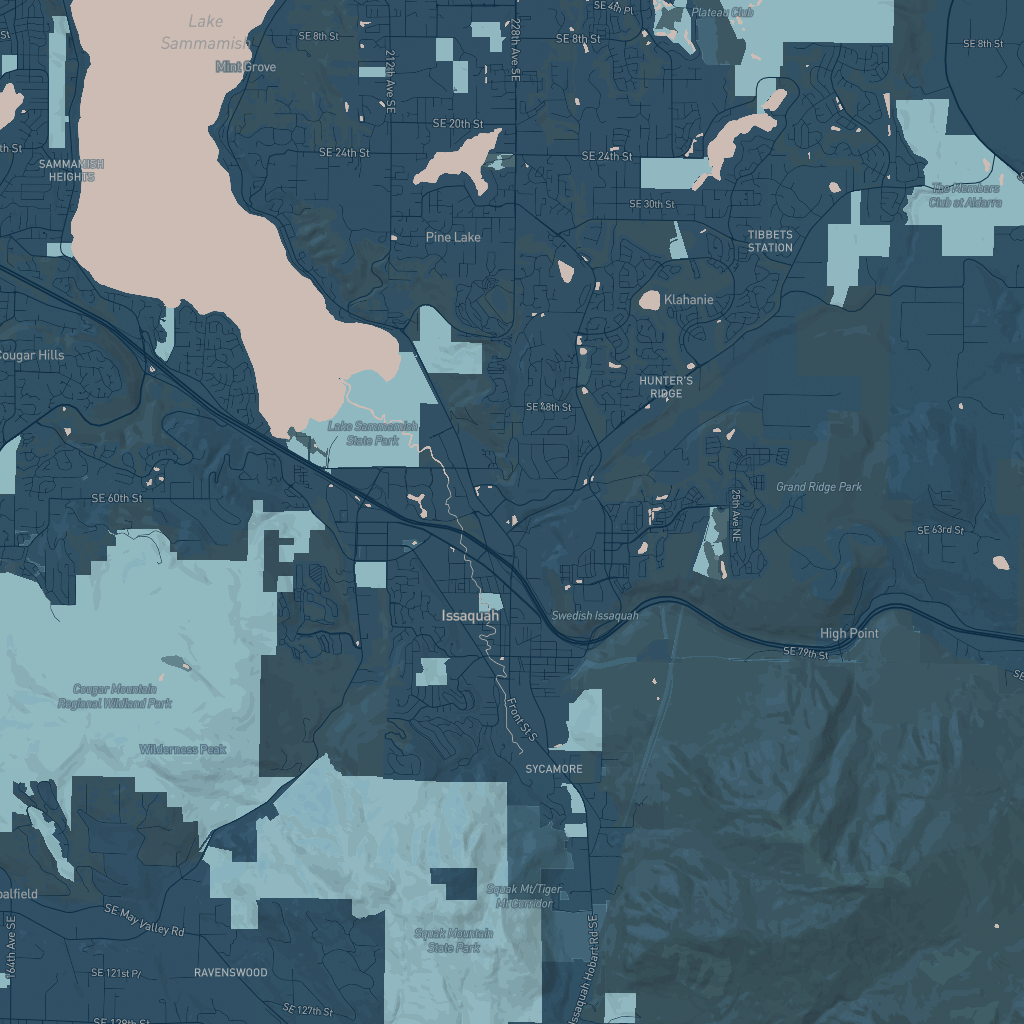 Lake
Sammamish
Mint Grove
SE 8th St
SE 4th Pl
Plateau Club
SE 8th St
SE 8th St
228th Ave SE
212th Ave SE
SE 20th St
SE 24th St
SE 24th St
SAMMAMISH
HEIGHTS
SE 30th St
The Members
Club at Aldarra
Pine Lake
TIBBETS
STATION
Klahanie
Cougar Hills
HUNTER'S
RIDGE
SE 48th St
Lake Sammamish
State Park
SE 60th St
Grand Ridge Park
25th Ave NE
SE 63rd St
Issaquah
Swedish Issaquah
High Point
SE 79th St
Cougar Mountain
Regional Wildland Park
Front St S
Wilderness Peak
SYCAMORE
Squak Mt/Tiger
Mt Corridor
SE May Valley Rd
Squak Mountain
State Park
164th Ave SE
SE 121st Pl
RAVENSWOOD
Issaquah Hobart Rd SE
SE 127th St
SE 128th St